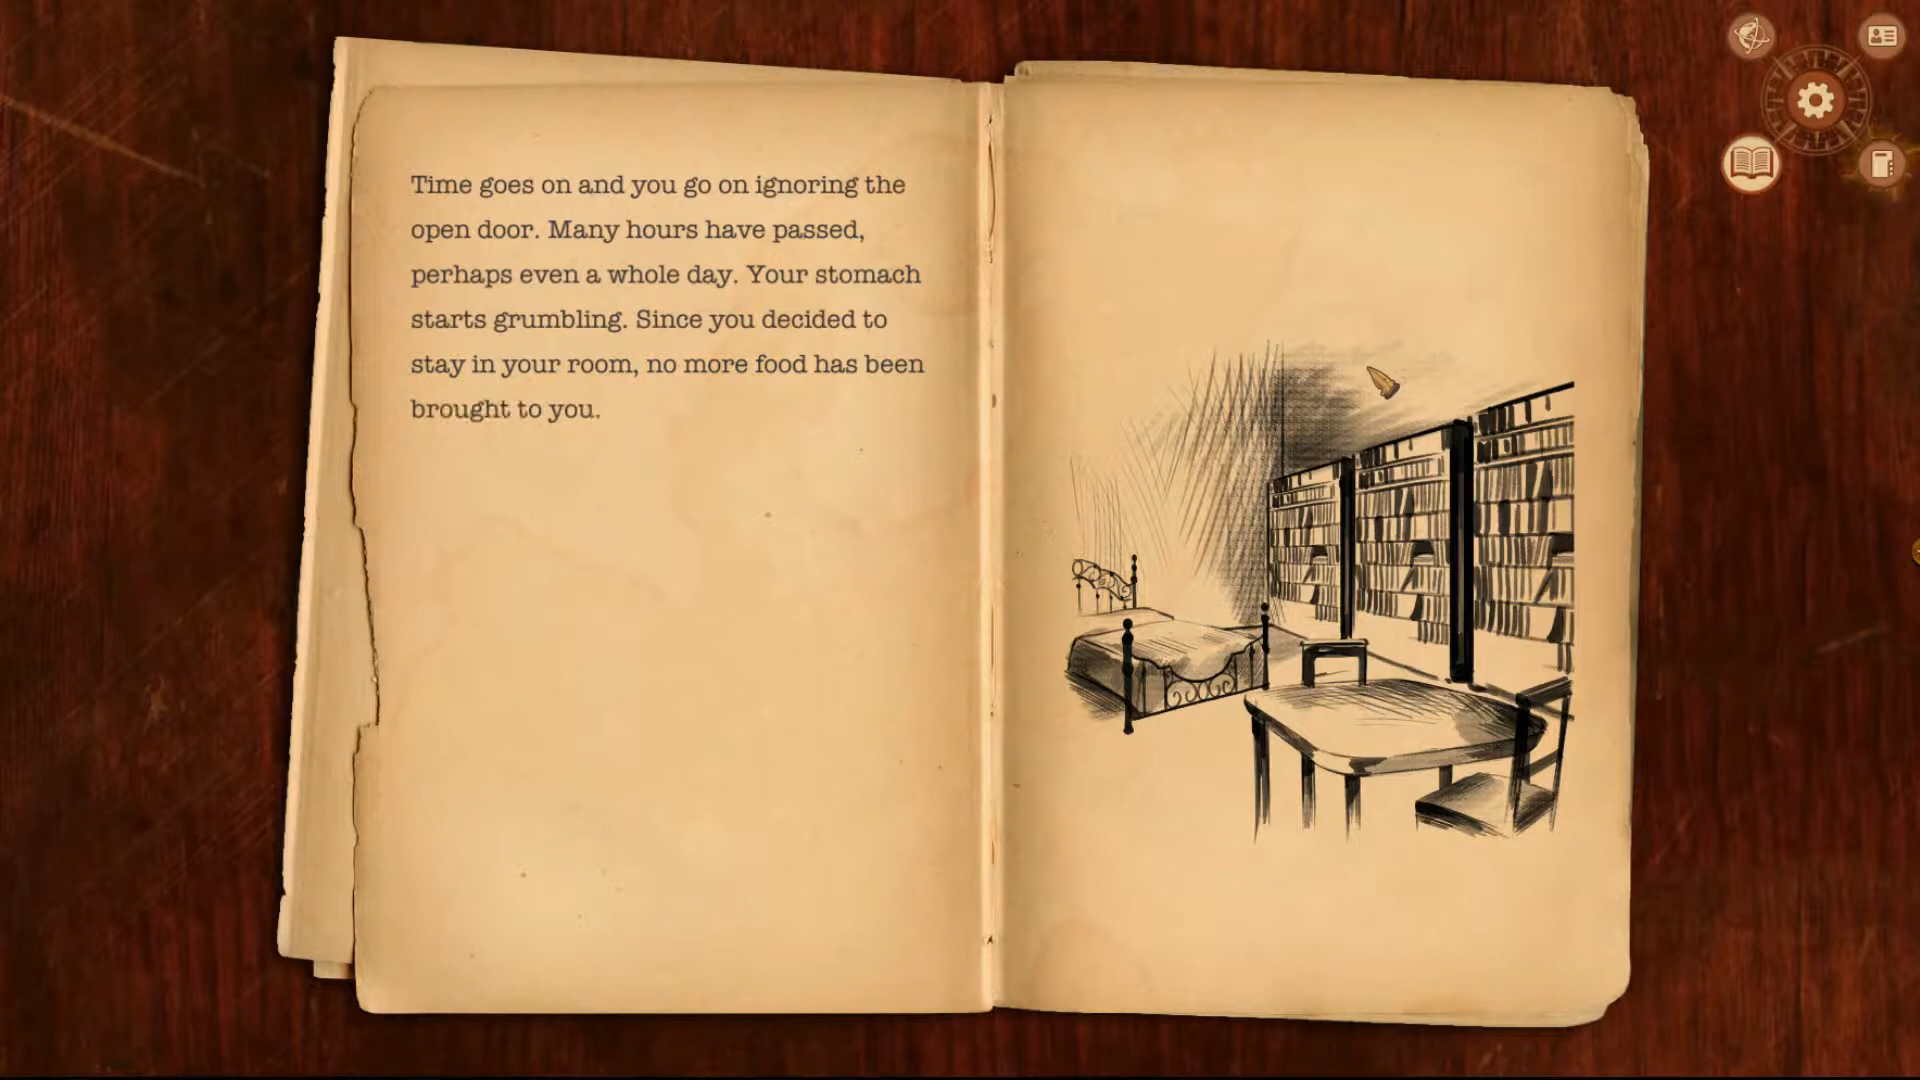 Time goes on and you go on ignoring the
open door. Many hours have passed,
perhaps even a whole day. Your stomach
starts grumbling. Since you decided to
stay in your room, no more food has been
brought to you.